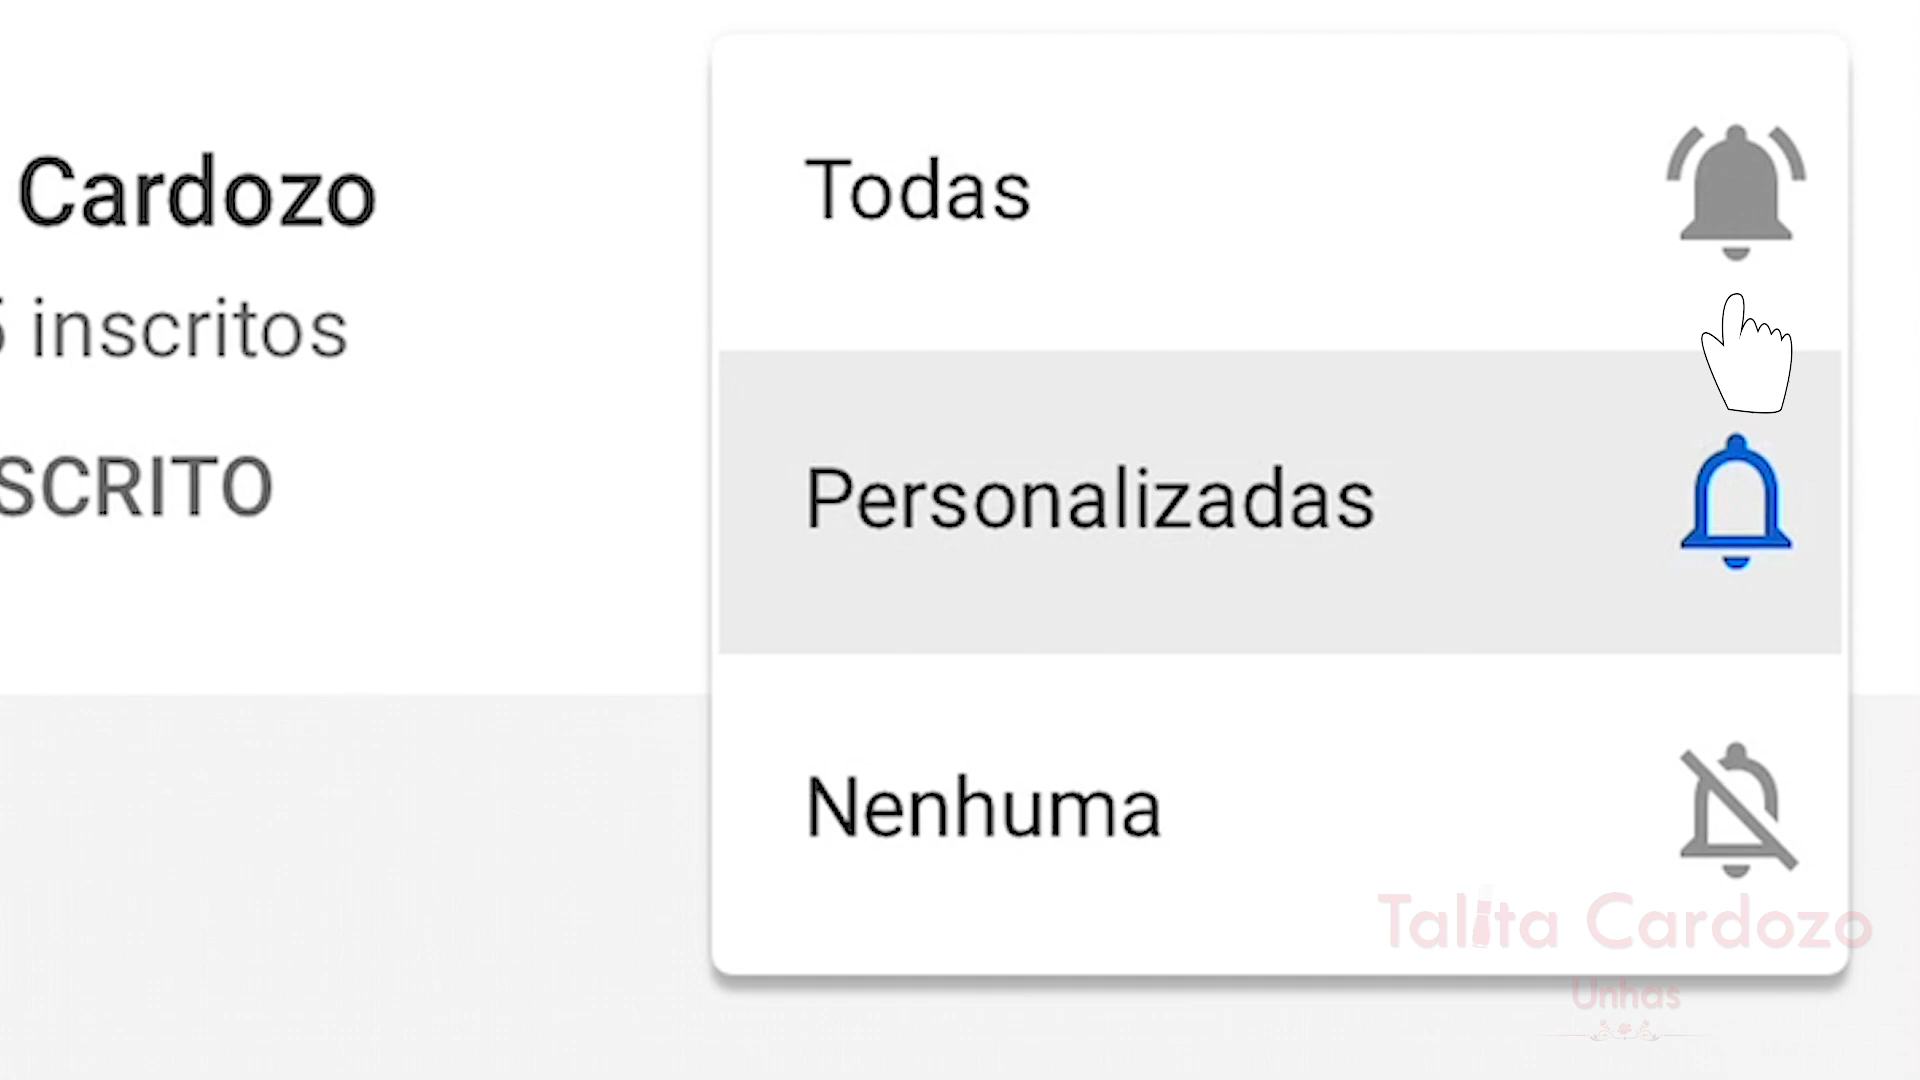 Cardozo
inscritos
SCRITO
Todas
Personalizadas
Nenhuma
Talita Cardozo
Unhas